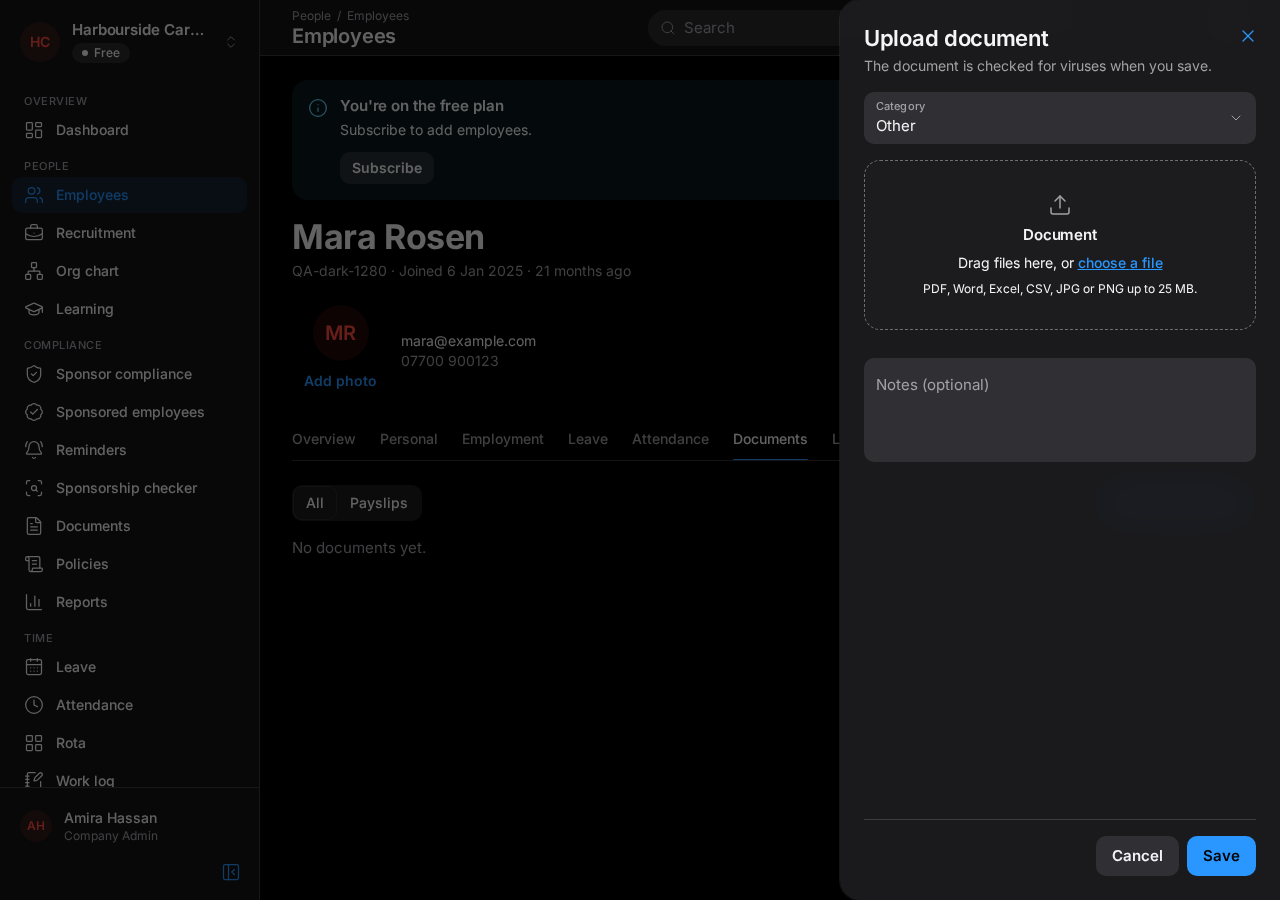 HC
Harbourside Car...
Free
OVERVIEW
Dashboard
PEOPLE
Employees
Recruitment
Org chart
Learning
COMPLIANCE
Sponsor compliance
Sponsored employees
Reminders
Sponsorship checker
Documents
Policies
Reports
TIME
Leave
Attendance
Rota
Work log
AH
Amira Hassan
Company Admin
People / Employees
Employees
Search
You're on the free plan
Subscribe to add employees.
Subscribe
Mara Rosen
QA-dark-1280 · Joined 6 Jan 2025 · 21 months ago
MR
Add photo
mara@example.com
07700 900123
Overview Personal Employment Leave Attendance Documents L
All Payslips
No documents yet.
Upload document
The document is checked for viruses when you save.
Category
Other
Document
Drag files here, or choose a file
PDF, Word, Excel, CSV, JPG or PNG up to 25 MB.
Notes (optional)
Cancel Save